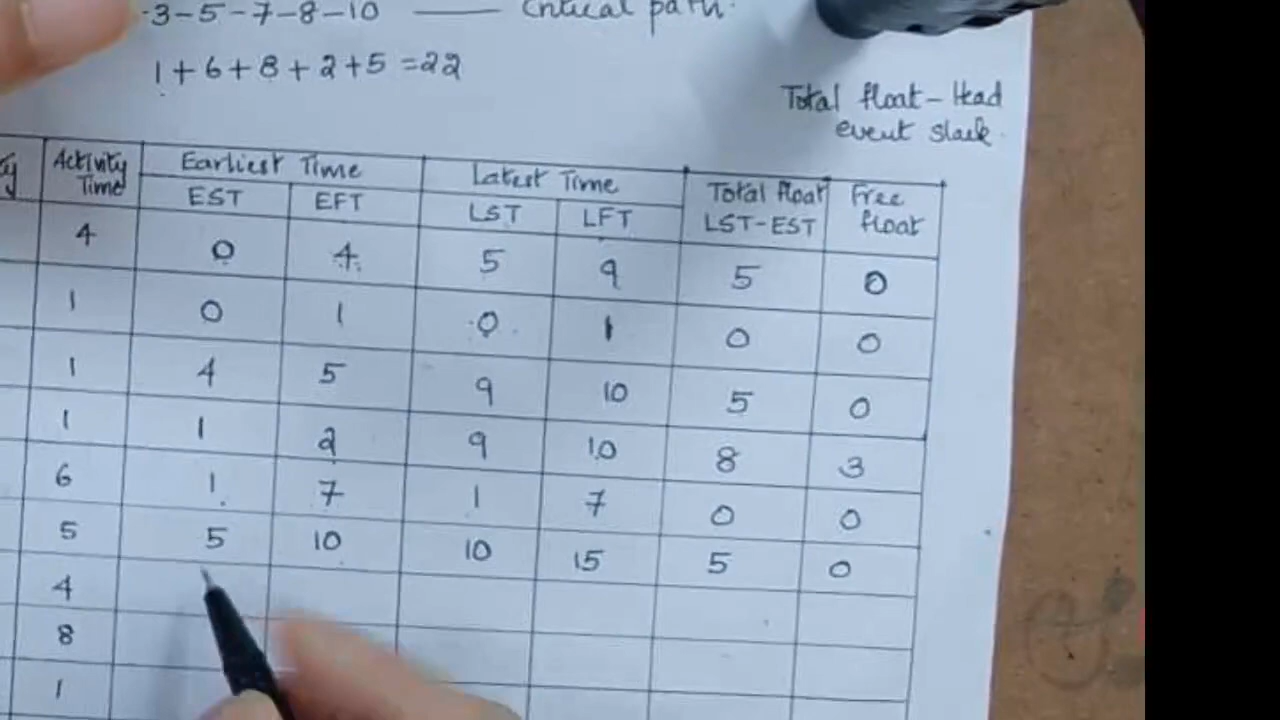 -3-5-7-8-10 —— Critical path.
1+6+8+2+5=22
Total float - Head
event slack.
Activity Time Earliest Time Latest Time Total float LST-EST Free float
EST EFT LST LFT
4 0 4 5 9 5 0
1 0 1 0 1 0 0
1 4 5 9 10 5 0
1 1 2 9 10 8 3
6 1 7 1 7 0 0
5 5 10 10 15 5 0
4
8
1